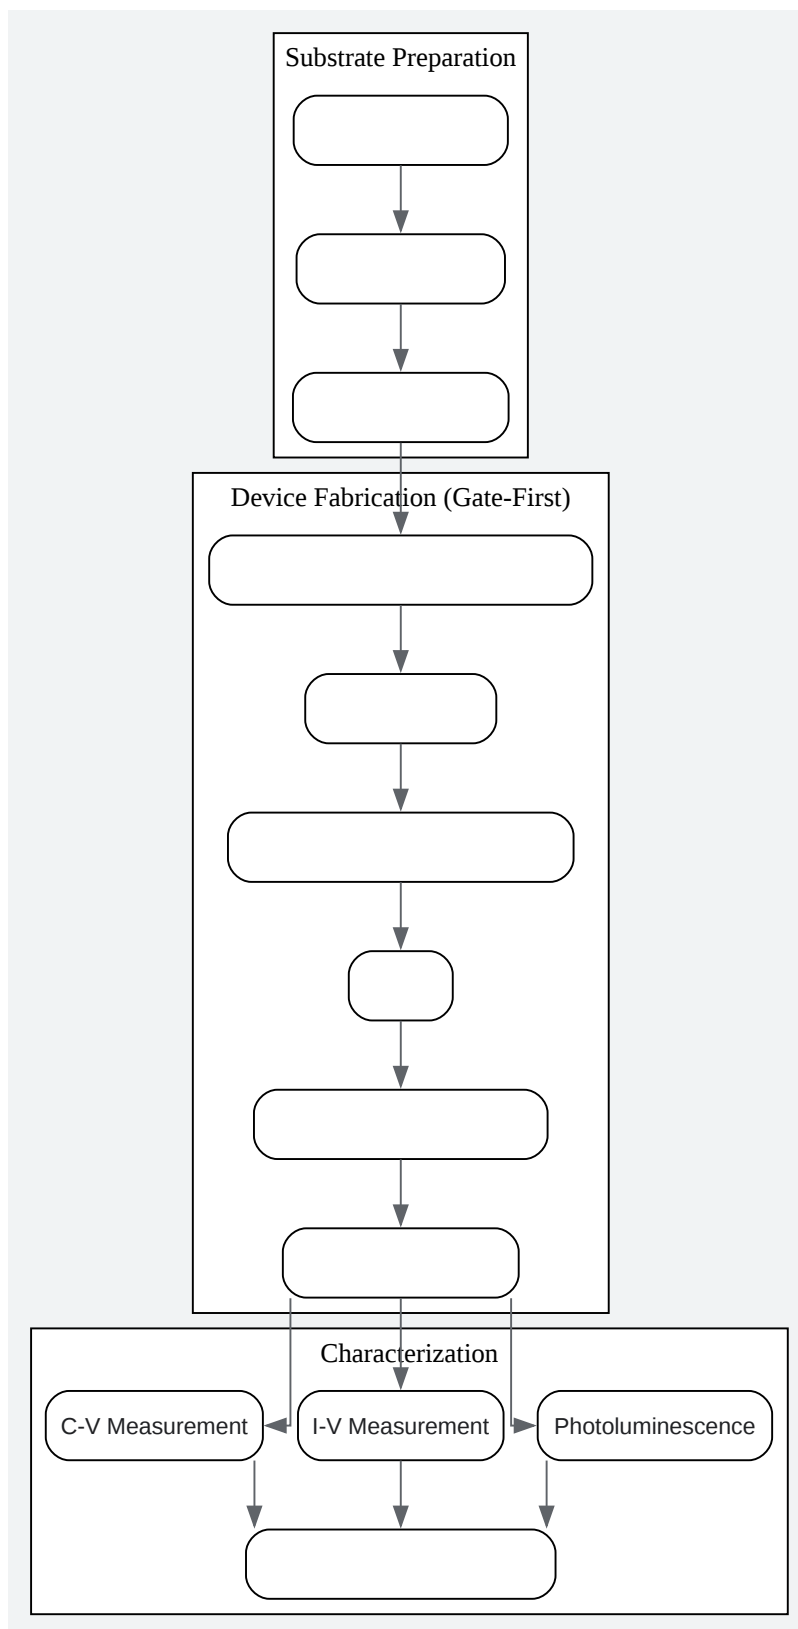 Substrate Preparation
Device Fabrication (Gate-First)
Characterization
C-V Measurement
I-V Measurement
Photoluminescence